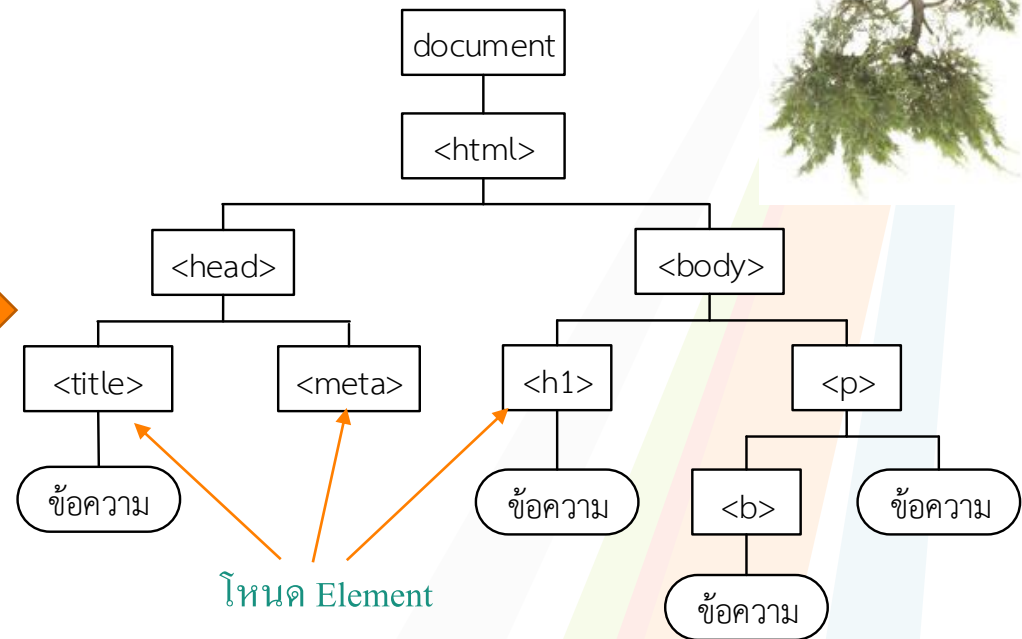 document
<html>
<head>
<body>
<title>
<meta>
<h1>
<p>
ข้อความ
ข้อความ
<b>
ข้อความ
โหนด Element
ข้อความ